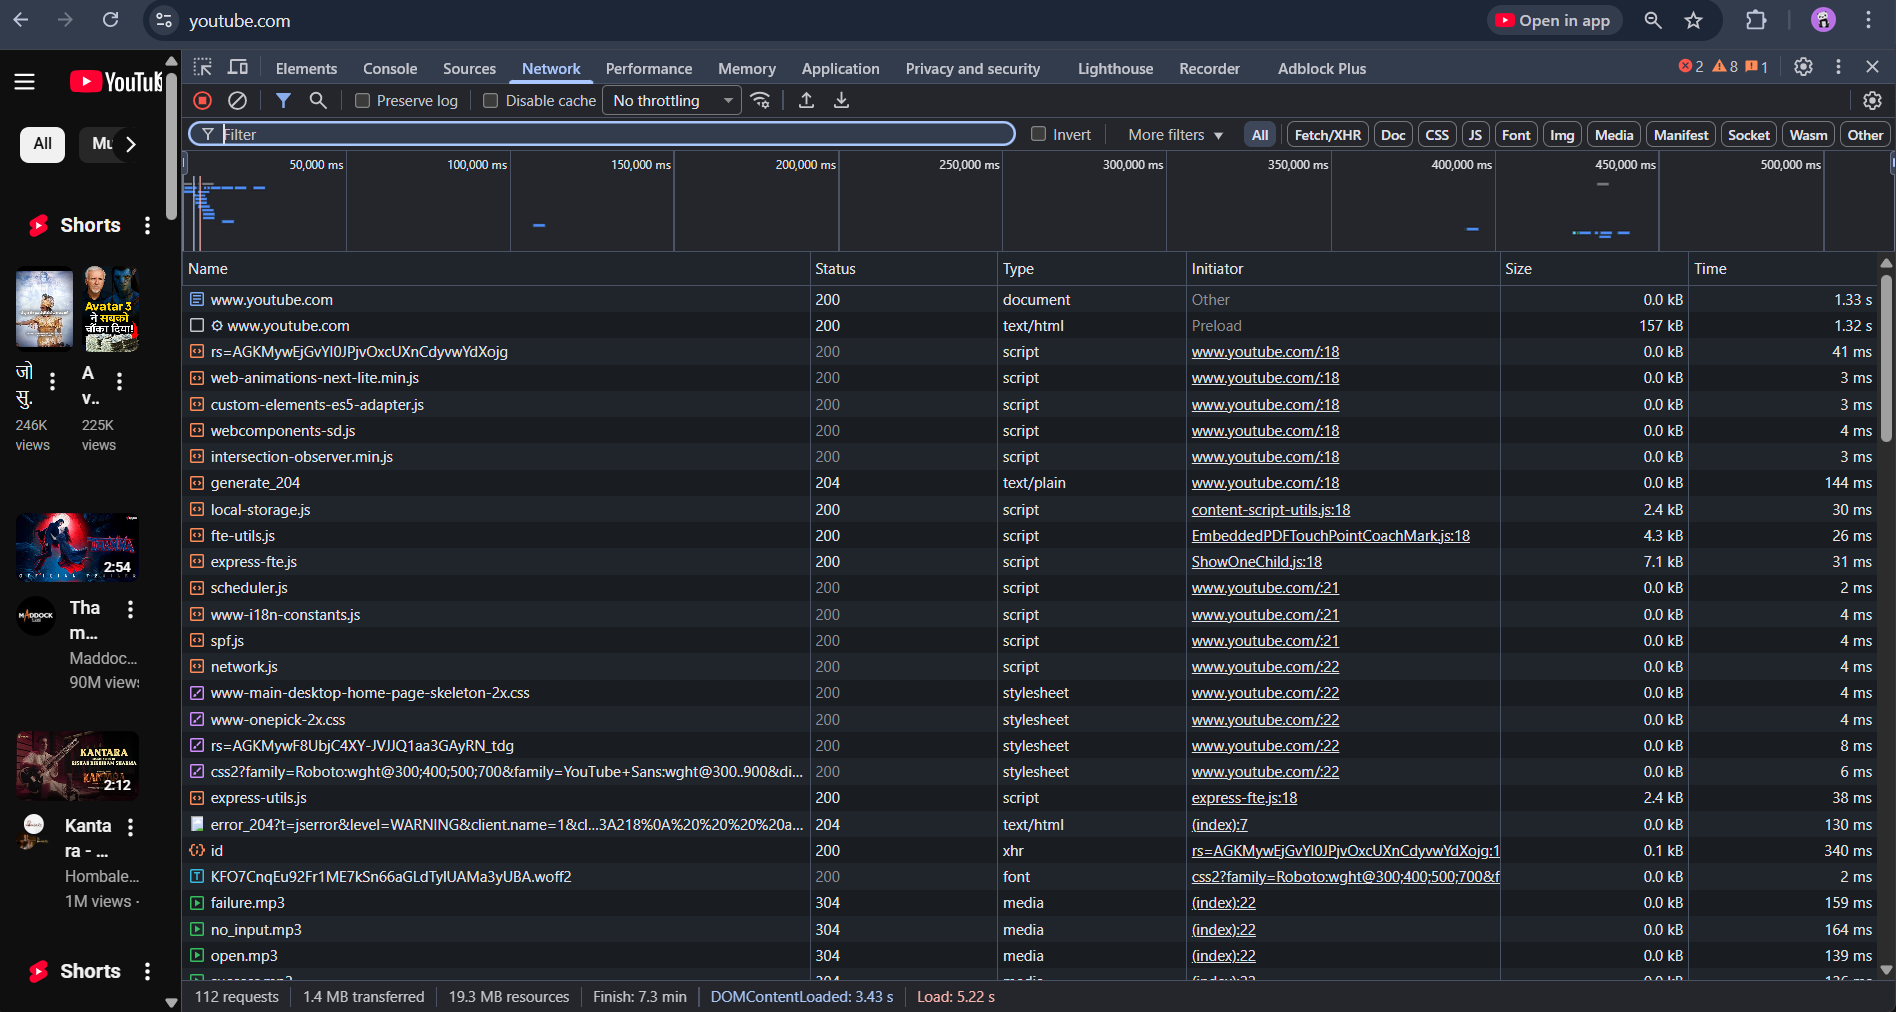 youtube.com
Open in app
YouTub
All
Mu
Shorts
Avatar 3
ने सबको
चौंका दिया!
जो
सु.
A
v..
246K
views
225K
views
2:54
MADDOCK
Tha
m...
Maddoc...
90M views
KANTARA
2:12
Kanta
ra - ...
Hombale...
1M views ·
Shorts
Elements Console Sources Network Performance Memory Application Privacy and security Lighthouse Recorder Adblock Plus
2 8 1
Preserve log Disable cache No throttling
Filter Invert More filters All Fetch/XHR Doc CSS JS Font Img Media Manifest Socket Wasm Other
50,000 ms 100,000 ms 150,000 ms 200,000 ms 250,000 ms 300,000 ms 350,000 ms 400,000 ms 450,000 ms 500,000 ms
Name Status Type Initiator Size Time
www.youtube.com 200 document Other 0.0 kB 1.33 s
www.youtube.com 200 text/html Preload 157 kB 1.32 s
rs=AGKMywEjGvYl0JPjvOxcUXnCdyvwYdXojg 200 script www.youtube.com/:18 0.0 kB 41 ms
web-animations-next-lite.min.js 200 script www.youtube.com/:18 0.0 kB 3 ms
custom-elements-es5-adapter.js 200 script www.youtube.com/:18 0.0 kB 3 ms
webcomponents-sd.js 200 script www.youtube.com/:18 0.0 kB 4 ms
intersection-observer.min.js 200 script www.youtube.com/:18 0.0 kB 3 ms
generate_204 204 text/plain www.youtube.com/:18 0.0 kB 144 ms
local-storage.js 200 script content-script-utils.js:18 2.4 kB 30 ms
fte-utils.js 200 script EmbeddedPDFTouchPointCoachMark.js:18 4.3 kB 26 ms
express-fte.js 200 script ShowOneChild.js:18 7.1 kB 31 ms
scheduler.js 200 script www.youtube.com/:21 0.0 kB 2 ms
www-i18n-constants.js 200 script www.youtube.com/:21 0.0 kB 4 ms
spf.js 200 script www.youtube.com/:21 0.0 kB 4 ms
network.js 200 script www.youtube.com/:22 0.0 kB 4 ms
www-main-desktop-home-page-skeleton-2x.css 200 stylesheet www.youtube.com/:22 0.0 kB 4 ms
www-onepick-2x.css 200 stylesheet www.youtube.com/:22 0.0 kB 4 ms
rs=AGKMywF8UbjC4XY-JVJJQ1aa3GAyRN_tdg 200 stylesheet www.youtube.com/:22 0.0 kB 8 ms
css2?family=Roboto:wght@300;400;500;700&family=YouTube+Sans:wght@300..900&di... 200 stylesheet www.youtube.com/:22 0.0 kB 6 ms
express-utils.js 200 script express-fte.js:18 2.4 kB 38 ms
error_204?t=jserror&level=WARNING&client.name=1&cl...3A218%0A%20%20%20%20a... 204 text/html (index):7 0.0 kB 130 ms
id 200 xhr rs=AGKMywEjGvYl0JPjvOxcUXnCdyvwYdXojg:1 0.1 kB 340 ms
KFO7CnqEu92Fr1ME7kSn66aGLdTylUAMa3yUBA.woff2 200 font css2?family=Roboto:wght@300;400;500;700&f 0.0 kB 2 ms
failure.mp3 304 media (index):22 0.0 kB 159 ms
no_input.mp3 304 media (index):22 0.0 kB 164 ms
open.mp3 304 media (index):22 0.0 kB 139 ms
112 requests 1.4 MB transferred 19.3 MB resources Finish: 7.3 min DOMContentLoaded: 3.43 s Load: 5.22 s